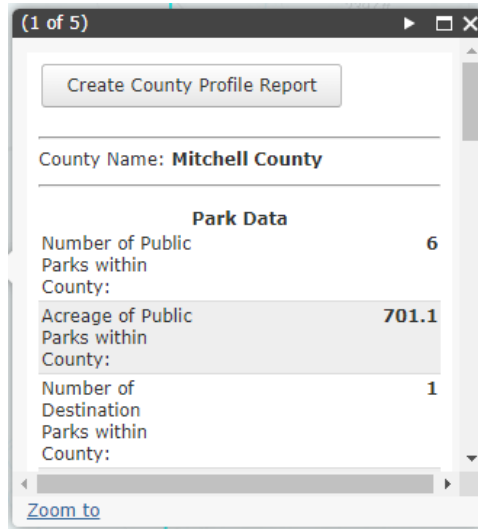 (1 of 5)
Create County Profile Report
County Name: Mitchell County
Park Data
Number of Public 6
Parks within
County:
Acreage of Public 701.1
Parks within
County:
Number of 1
Destination
Parks within
County:
Zoom to